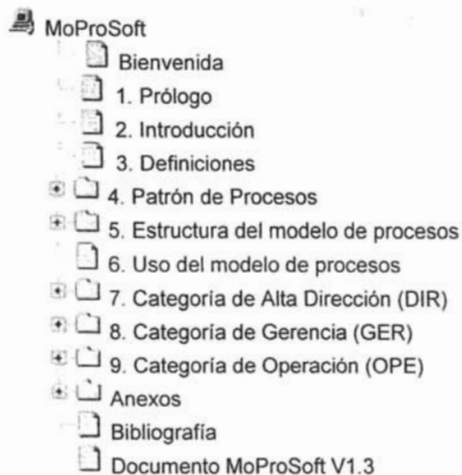 MoProSoft
Bienvenida
1. Prólogo
2. Introducción
3. Definiciones
4. Patrón de Procesos
5. Estructura del modelo de procesos
6. Uso del modelo de procesos
7. Categoría de Alta Dirección (DIR)
8. Categoría de Gerencia (GER)
9. Categoría de Operación (OPE)
Anexos
Bibliografía
Documento MoProSoft V1.3